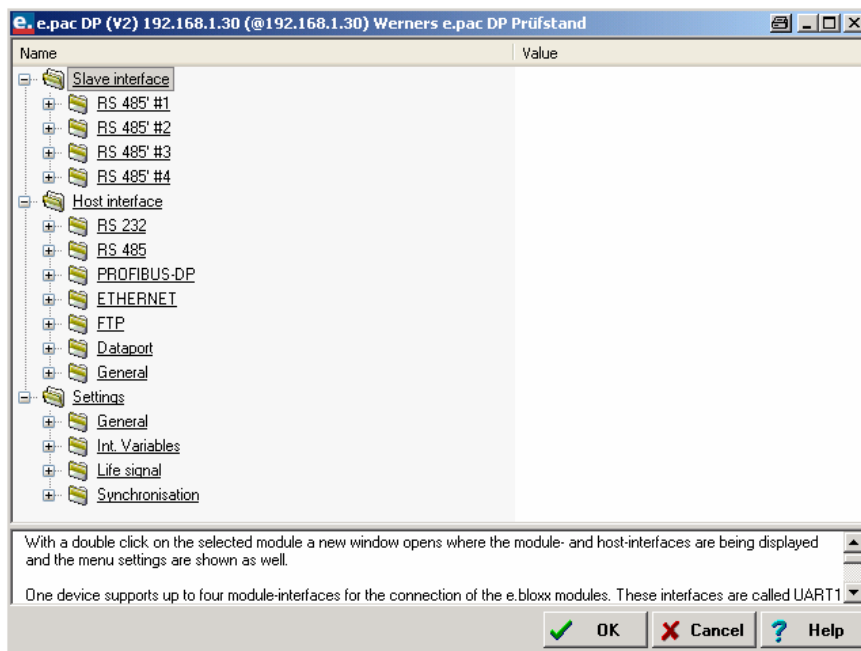 e. e.pac DP (V2) 192.168.1.30 (@192.168.1.30) Werners e.pac DP Prüfstand
Name Value
Slave interface
RS 485' #1
RS 485' #2
RS 485' #3
RS 485' #4
Host interface
RS 232
RS 485
PROFIBUS-DP
ETHERNET
FTP
Dataport
General
Settings
General
Int. Variables
Life signal
Synchronisation
With a double click on the selected module a new window opens where the module- and host-interfaces are being displayed
and the menu settings are shown as well.
One device supports up to four module-interfaces for the connection of the e.bloxx modules. These interfaces are called UART1
OK Cancel ? Help